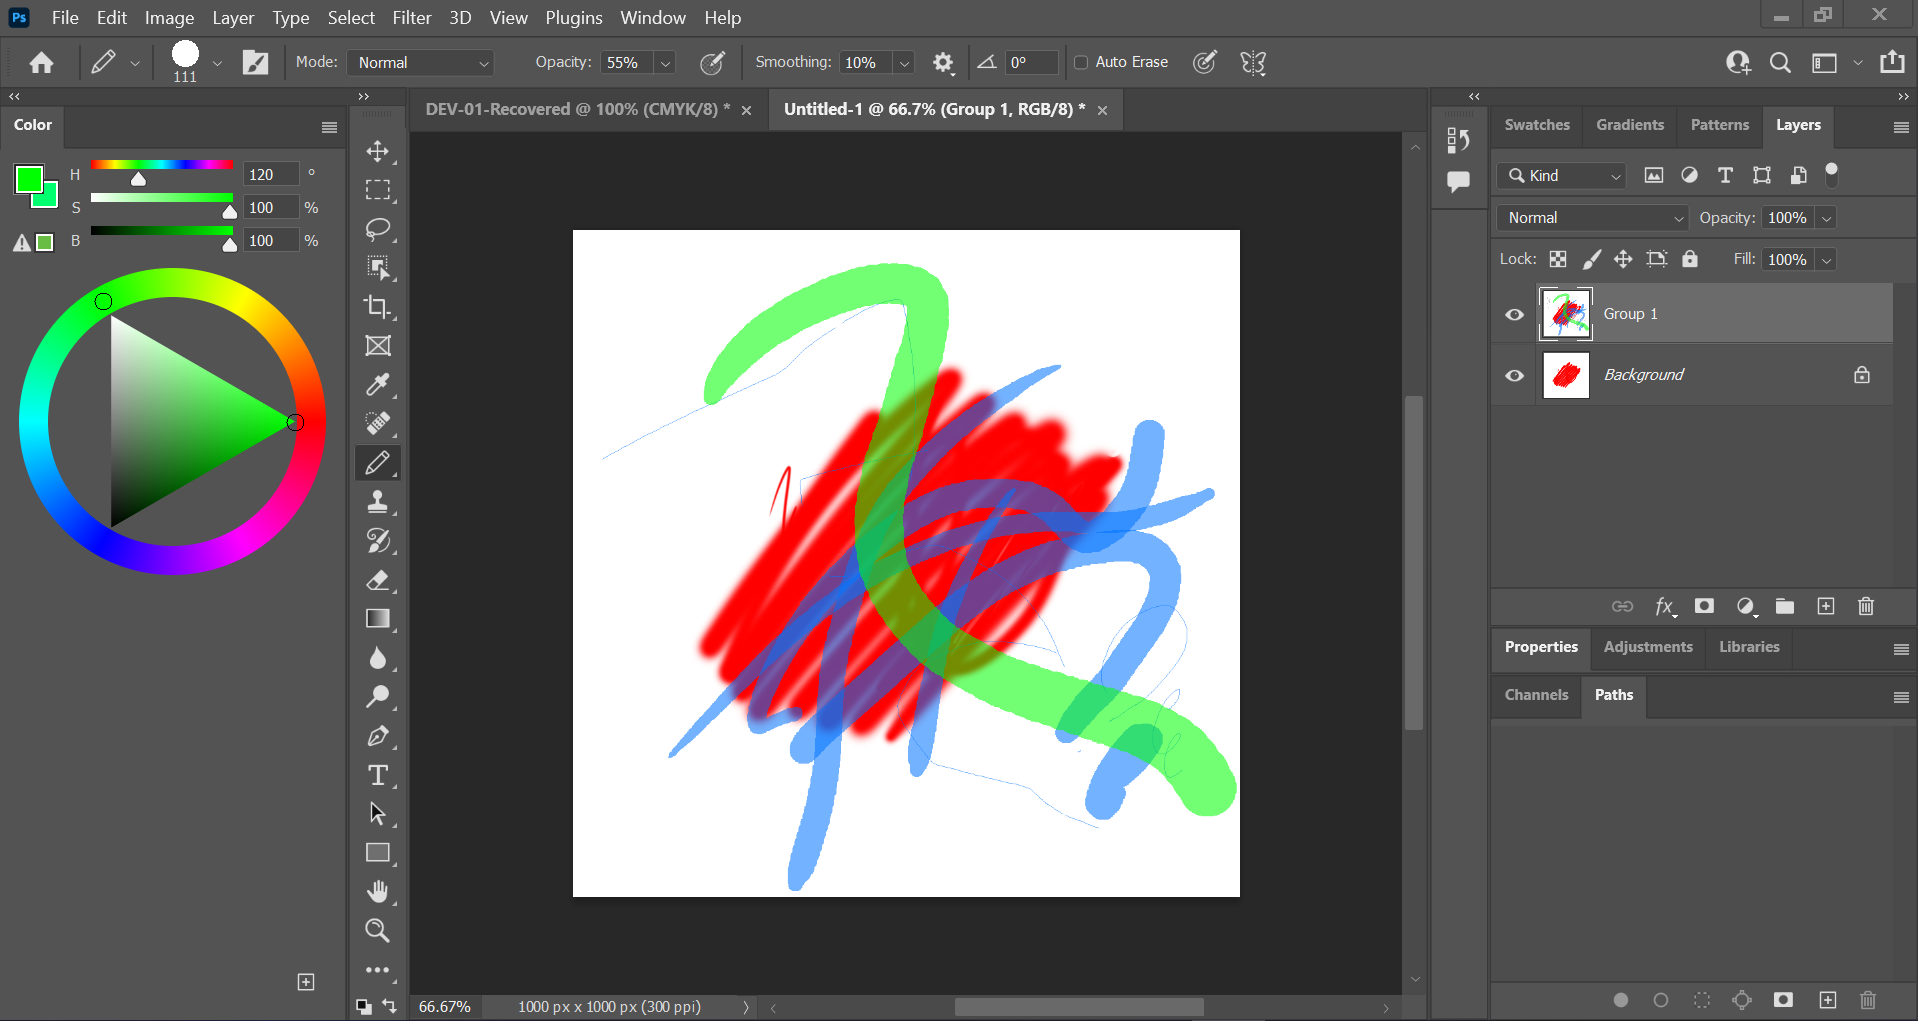 Ps File Edit Image Layer Type Select Filter 3D View Plugins Window Help
111 Mode: Normal Opacity: 55% Smoothing: 10% 0° Auto Erase
DEV-01-Recovered @ 100% (CMYK/8) * Untitled-1 @ 66.7% (Group 1, RGB/8) *
Color
H 120 °
S 100 %
B 100 %
66.67% 1000 px x 1000 px (300 ppi)
Swatches Gradients Patterns Layers
Kind
Normal Opacity: 100%
Lock: Fill: 100%
Group 1
Background
fx
Properties Adjustments Libraries
Channels Paths